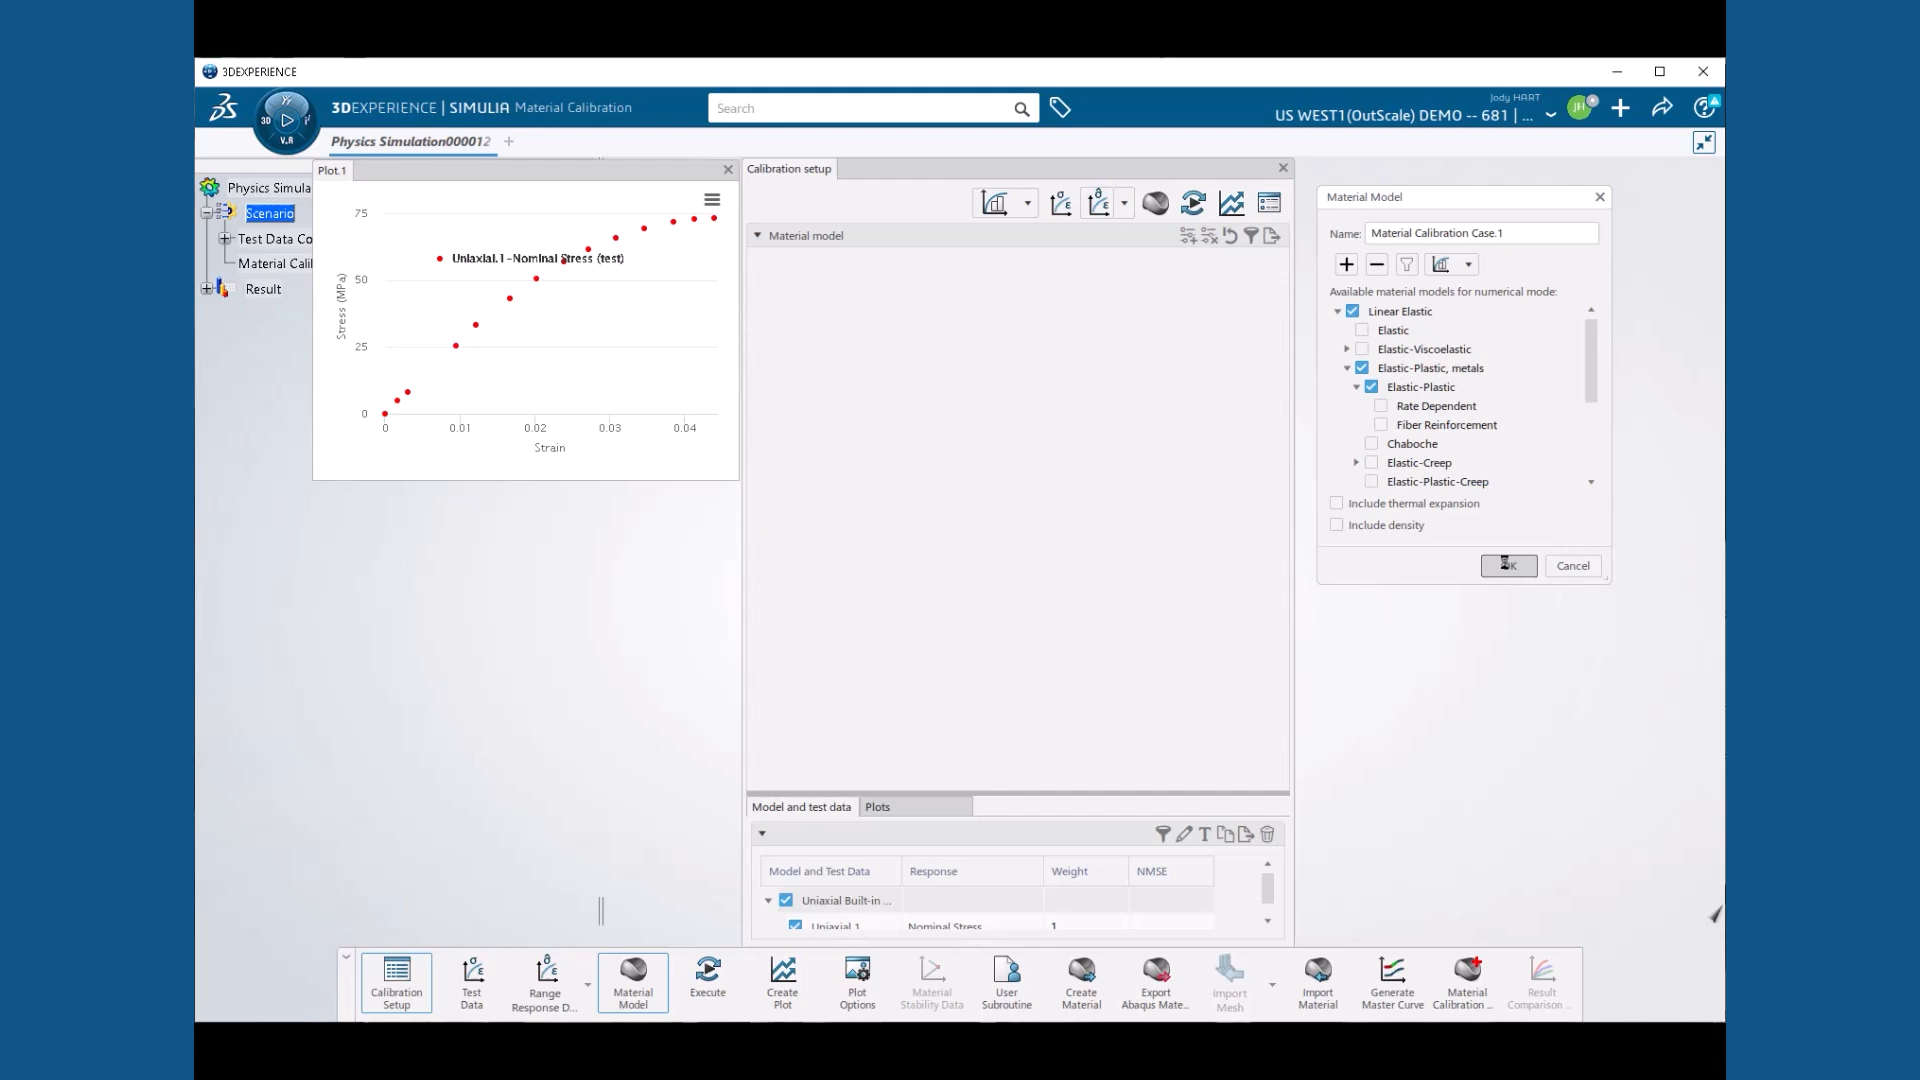 3DEXPERIENCE
3DEXPERIENCE | SIMULIA Material Calibration
Search
Jody HART
US WEST1(OutScale) DEMO -- 681 | ...
JH
3D
V.R
Physics Simulation000012
Physics Simula
Scenario
Test Data Co
Material Cali
Result
Plot.1
75
50
25
0
Stress (MPa)
Uniaxial.1-Nominal Stress (test)
0
0.01
0.02
0.03
0.04
Strain
Calibration setup
Material model
Material Model
Name: Material Calibration Case.1
Available material models for numerical mode:
Linear Elastic
Elastic
Elastic-Viscoelastic
Elastic-Plastic, metals
Elastic-Plastic
Rate Dependent
Fiber Reinforcement
Chaboche
Elastic-Creep
Elastic-Plastic-Creep
Include thermal expansion
Include density
Cancel
Model and test data Plots
Model and Test Data Response Weight NMSE
Uniaxial Built-in ...
Uniaxial.1 Nominal Stress 1
Calibration Setup
Test Data
Range Response D...
Material Model
Execute
Create Plot
Plot Options
Material Stability Data
User Subroutine
Create Material
Export Abaqus Mate...
Import Mesh
Import Material
Generate Master Curve
Material Calibration ...
Result Comparison ...